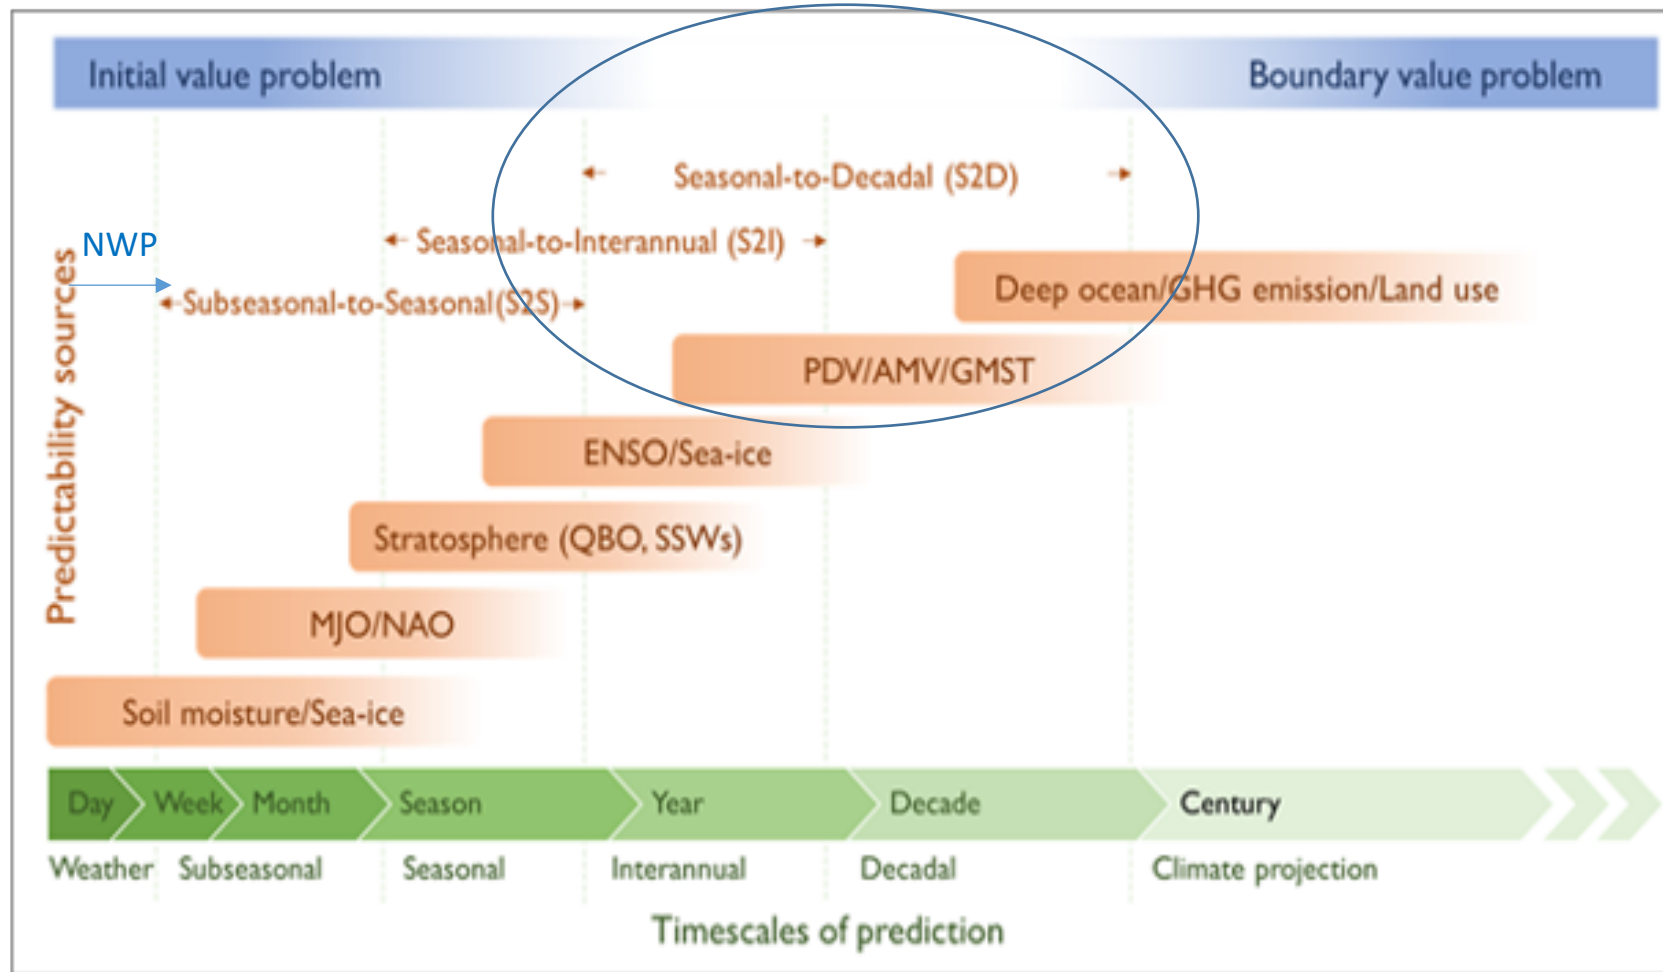 Initial value problem
Boundary value problem
Seasonal-to-Decadal (S2D)
NWP
Seasonal-to-Interannual (S2I)
Subseasonal-to-Seasonal(S2S)
Predictability sources
Deep ocean/GHG emission/Land use
PDV/AMV/GMST
ENSO/Sea-ice
Stratosphere (QBO, SSWs)
MJO/NAO
Soil moisture/Sea-ice
Day Week Month Season Year Decade Century
Weather Subseasonal Seasonal Interannual Decadal Climate projection
Timescales of prediction